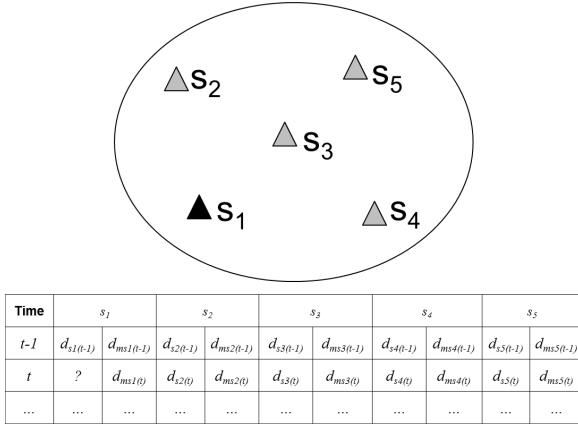 S2
S5
S3
S1
S4
Time s1 s2 s3 s4 s5
t-1 ds1(t-1) dms1(t-1) ds2(t-1) dms2(t-1) ds3(t-1) dms3(t-1) ds4(t-1) dms4(t-1) ds5(t-1) dms5(t-1)
t ? dms1(t) ds2(t) dms2(t) ds3(t) dms3(t) ds4(t) dms4(t) ds5(t) dms5(t)
... ... ... ... ... ... ... ... ... ... ...